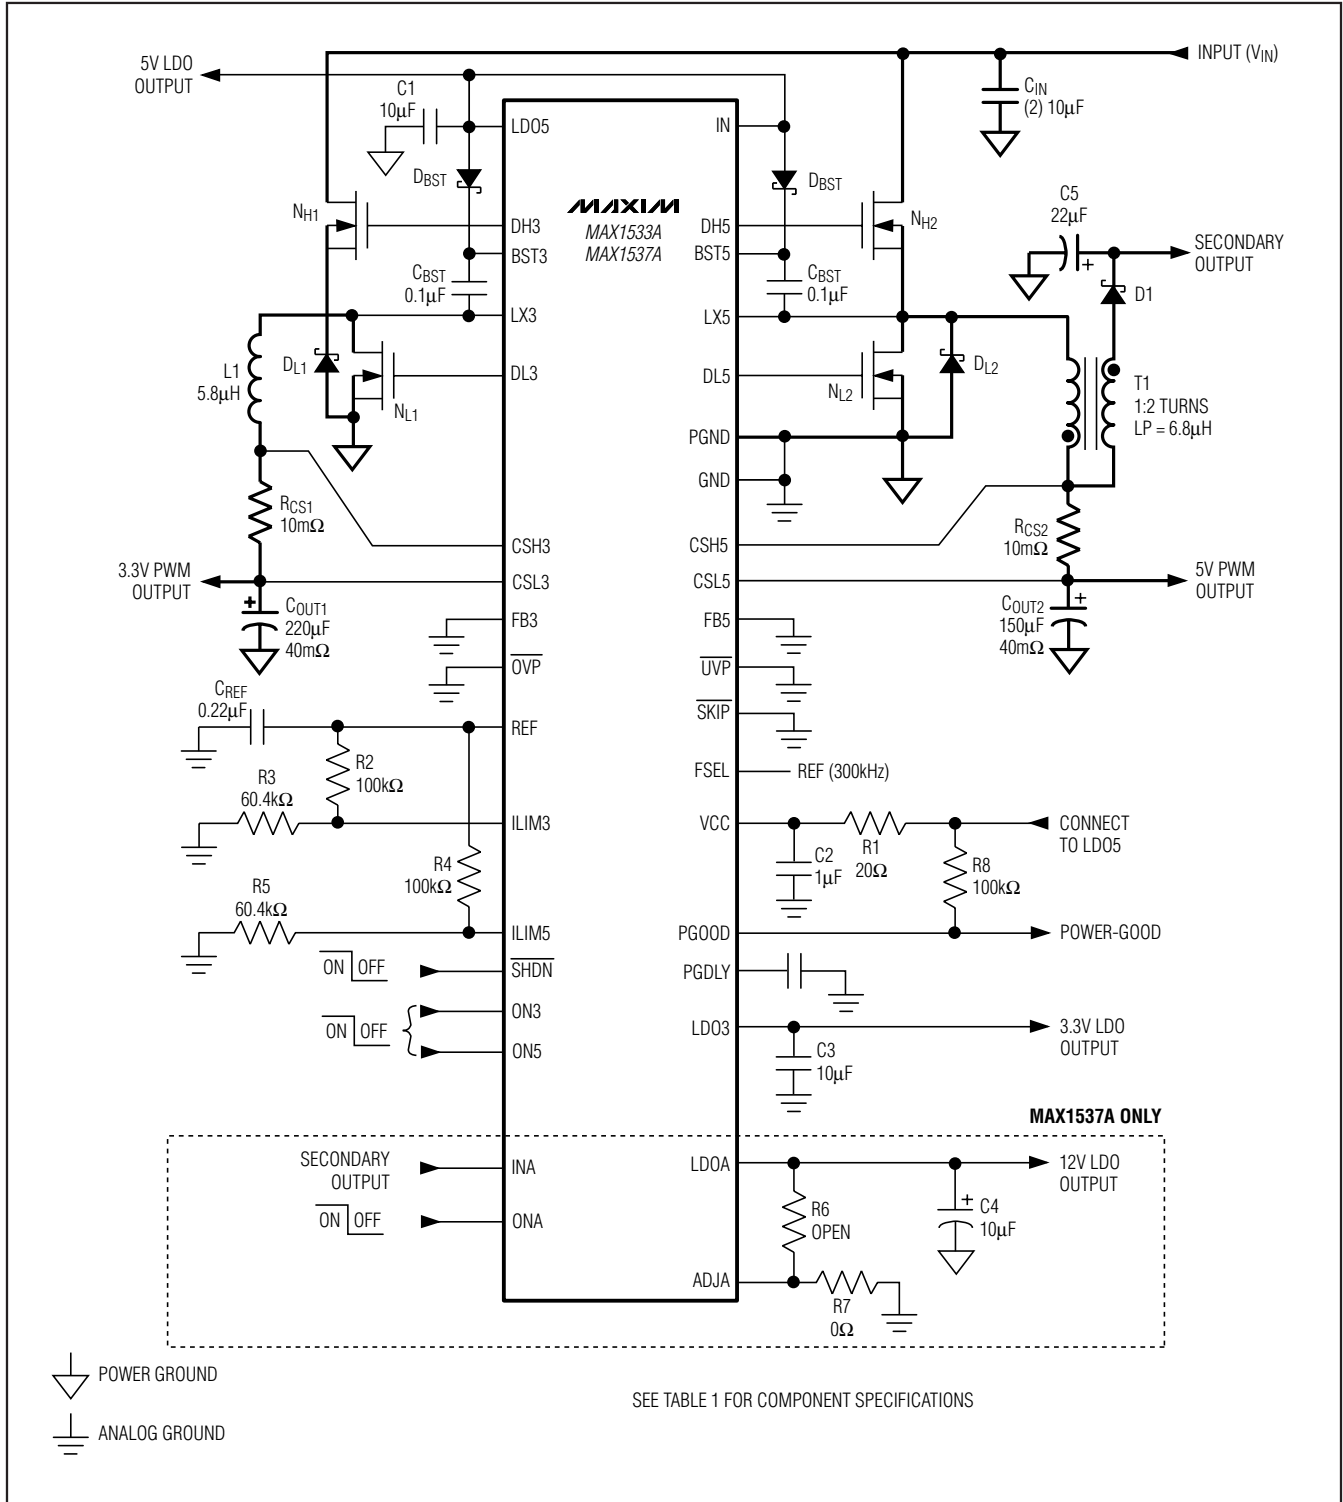 INPUT (VIN)
5V LDO
OUTPUT
C1
10µF
CIN
(2) 10µF
LDO5
IN
DBST
DBST
C5
22µF
MAXIM
MAX1533A
MAX1537A
NH1
DH3
DH5
NH2
SECONDARY
OUTPUT
BST3
BST5
CBST
0.1µF
CBST
0.1µF
D1
LX3
LX5
L1
5.8µH
DL1
DL3
DL5
DL2
NL1
NL2
T1
1:2 TURNS
LP = 6.8µH
PGND
GND
RCS1
10mΩ
RCS2
10mΩ
CSH3
CSH5
3.3V PWM
OUTPUT
CSL3
CSL5
5V PWM
OUTPUT
+
COUT1
220µF
40mΩ
+
COUT2
150µF
40mΩ
FB3
FB5
OVP
UVP
CREF
0.22µF
SKIP
REF
R2
100kΩ
FSEL
REF (300kHz)
R3
60.4kΩ
ILIM3
VCC
CONNECT
TO LDO5
C2
1µF
R1
20Ω
R8
100kΩ
R4
100kΩ
R5
60.4kΩ
ILIM5
PGOOD
POWER-GOOD
ON OFF
SHDN
PGDLY
ON OFF
ON3
ON5
LDO3
3.3V LDO
OUTPUT
C3
10µF
MAX1537A ONLY
SECONDARY
OUTPUT
INA
LDOA
12V LDO
OUTPUT
ON OFF
ONA
R6
OPEN
+
C4
10µF
ADJA
R7
0Ω
+
POWER GROUND
ANALOG GROUND
SEE TABLE 1 FOR COMPONENT SPECIFICATIONS